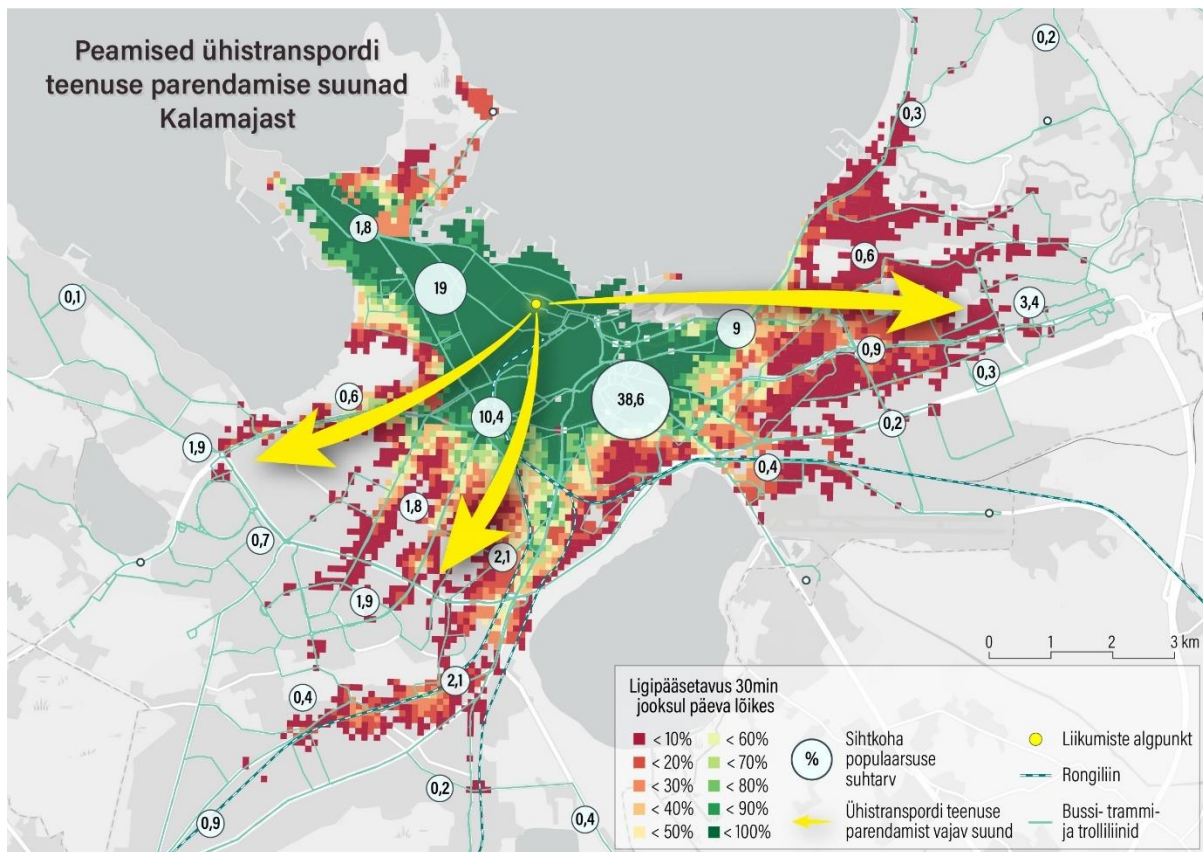 Peamised ühistranspordi
teenuse parendamise suunad
Kalamajast
0,2
0,3
1,8
0,6
19
0,1
3,4
9
0,9
0,3
0,6
38,6
10,4
0,2
1,9
0,4
1,8
0,7
2,1
1,9
2,1
0,4
0,2
0,9
0,4
0 1 2 3 km
Ligipääsetavus 30min
jooksul päeva lõikes
< 10%
< 20%
< 30%
< 40%
< 50%
< 60%
< 70%
< 80%
< 90%
< 100%
%
Sihtkoha
populaarsuse
suhtarv
Ühistranspordi teenuse
parendamist vajav suund
Liikumiste algpunkt
Rongiliin
Bussi- trammi-
ja trolliliinid